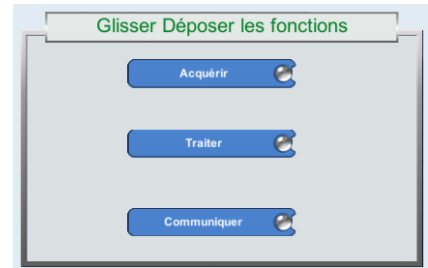 Glisser Déposer les fonctions
Acquérir
Traiter
Communiquer